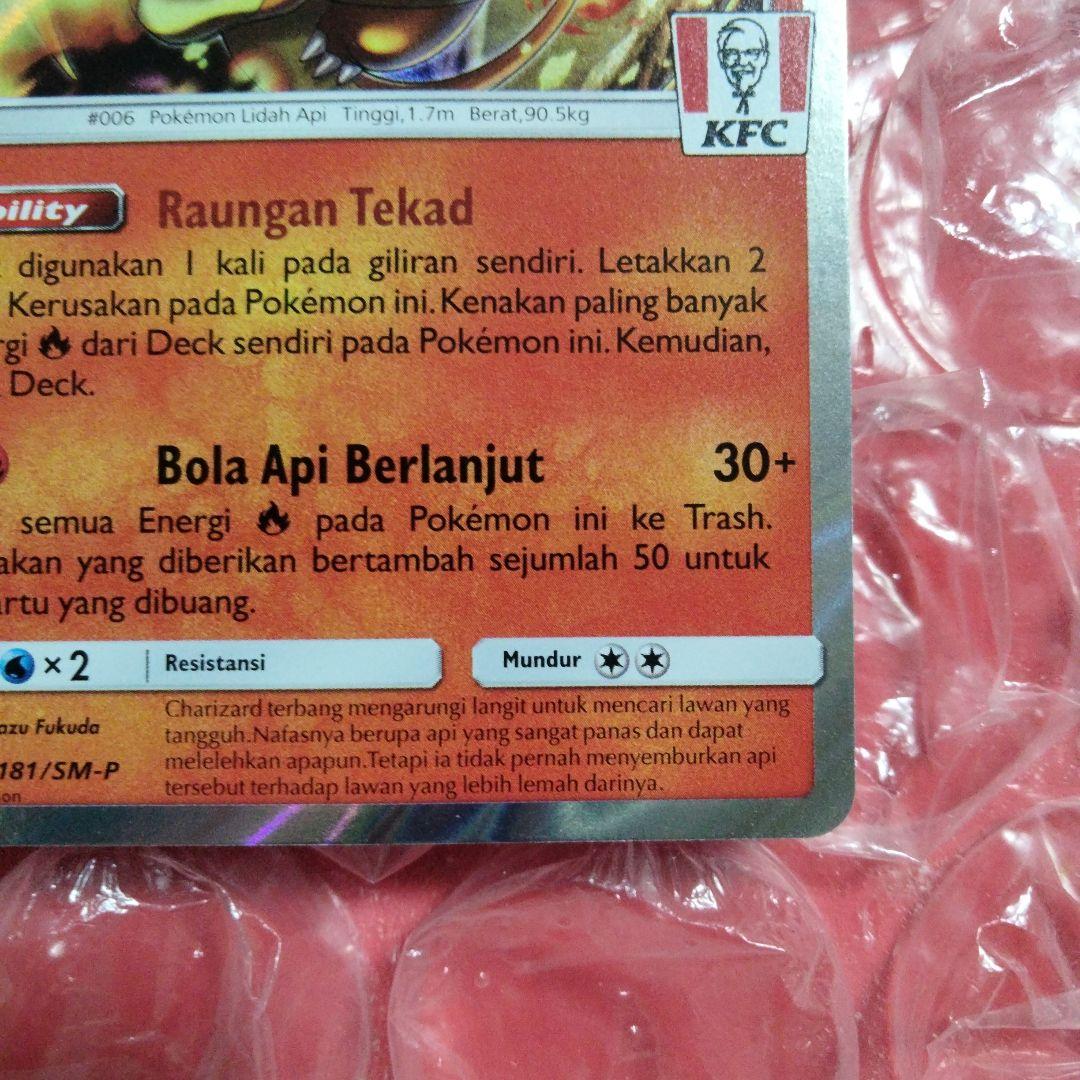 #006 Pokémon Lidah Api Tinggi,1.7m Berat,90.5kg
KFC
Raungan Tekad
digunakan 1 kali pada giliran sendiri. Letakkan 2
Kerusakan pada Pokémon ini. Kenakan paling banyak
dari Deck sendiri pada Pokémon ini. Kemudian,
Deck.
Bola Api Berlanjut 30+
semua Energi pada Pokémon ini ke Trash.
yang diberikan bertambah sejumlah 50 untuk
yang dibuang.
×2 Resistansi Mundur
Fukuda
181/SM-P
Charizard terbang mengarungi langit untuk mencari lawan yang
tangguh.Nafasnya berupa api yang sangat panas dan dapat
melelehkan apapun.Tetapi ia tidak pernah menyemburkan api
tersebut terhadap lawan yang lebih lemah darinya.